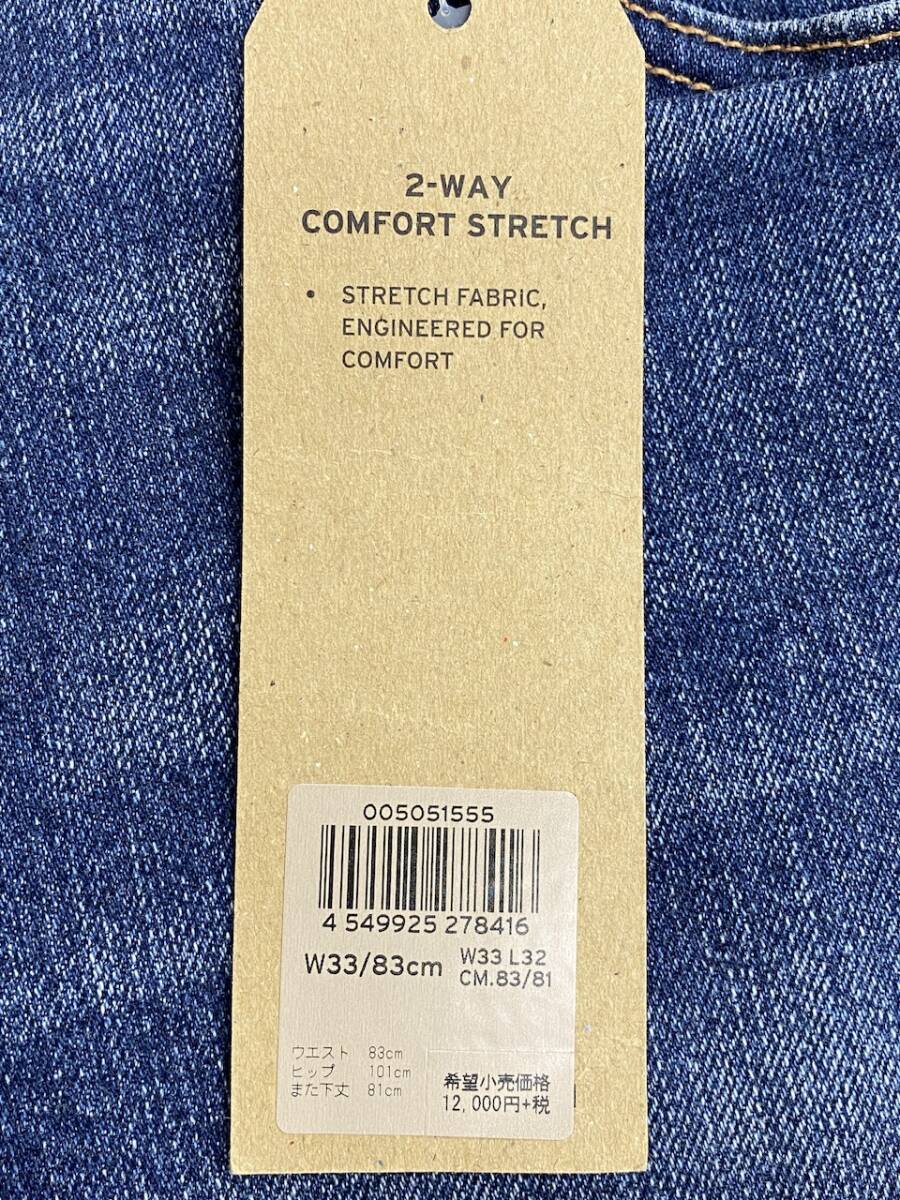 2-WAY
COMFORT STRETCH
• STRETCH FABRIC,
ENGINEERED FOR
COMFORT
005051555
4 549925 278416
W33/83cm
W33 L32
CM.83/81
ウエスト 83cm
ヒップ 101cm
また下丈 81cm
希望小売価格
12,000円+税